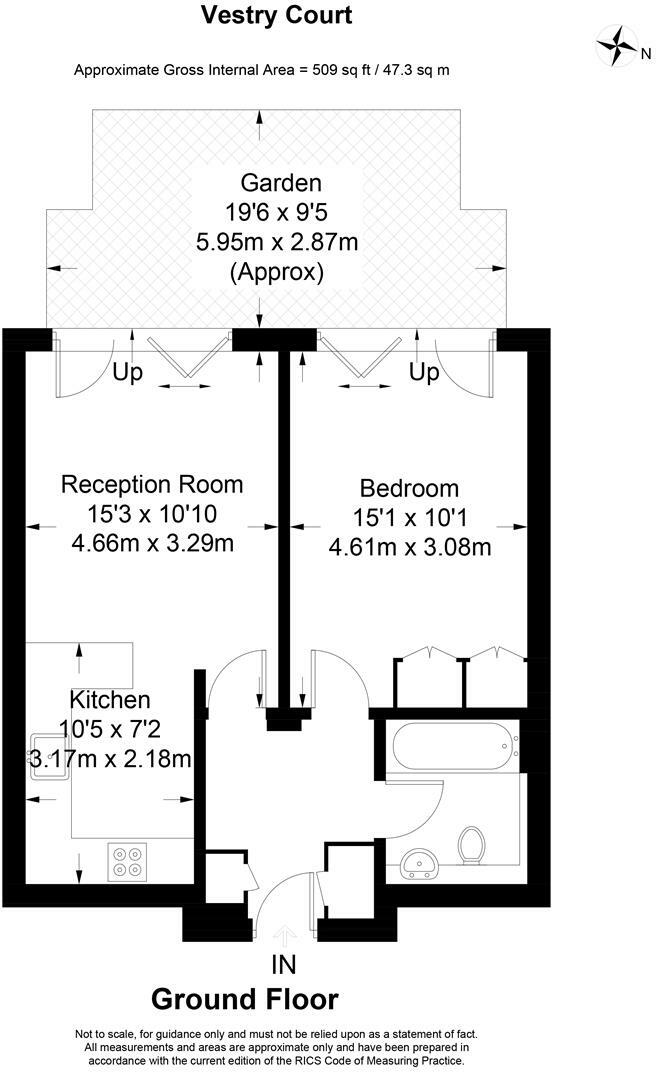 Vestry Court
N
Approximate Gross Internal Area = 509 sq ft / 47.3 sq m
Garden
19'6 x 9'5
5.95m x 2.87m
(Approx)
Up
Up
Reception Room
15'3 x 10'10
4.66m x 3.29m
Bedroom
15'1 x 10'1
4.61m x 3.08m
Kitchen
10'5 x 7'2
3.17m x 2.18m
IN
Ground Floor
Not to scale, for guidance only and must not be relied upon as a statement of fact.
All measurements and areas are approximate only and have been prepared in
accordance with the current edition of the RICS Code of Measuring Practice.